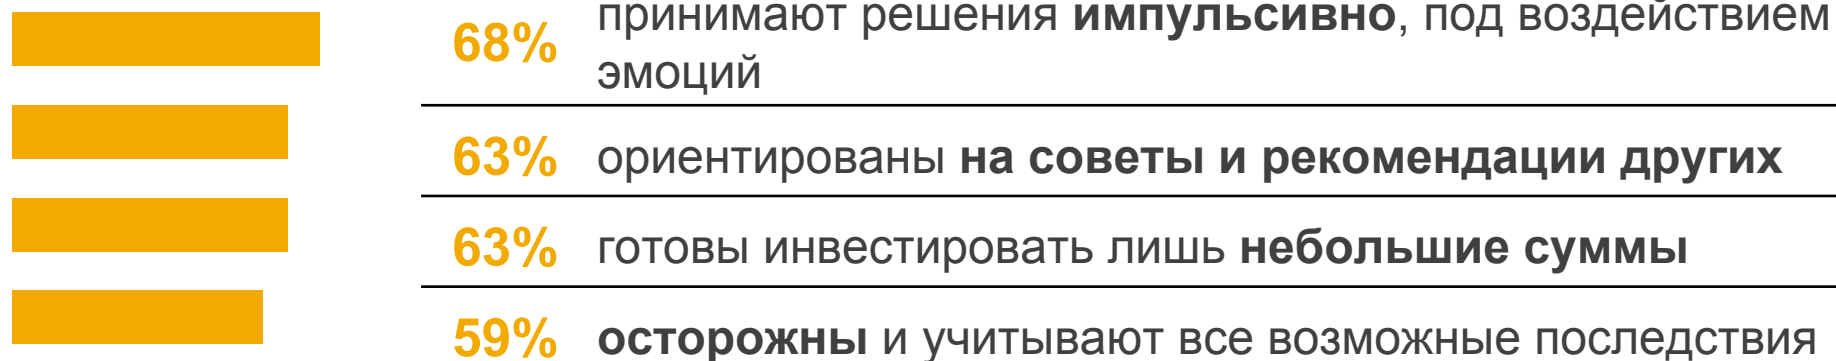 68% принимают решения импульсивно, под воздействием
эмоций
63% ориентированы на советы и рекомендации других
63% готовы инвестировать лишь небольшие суммы
59% осторожны и учитывают все возможные последствия